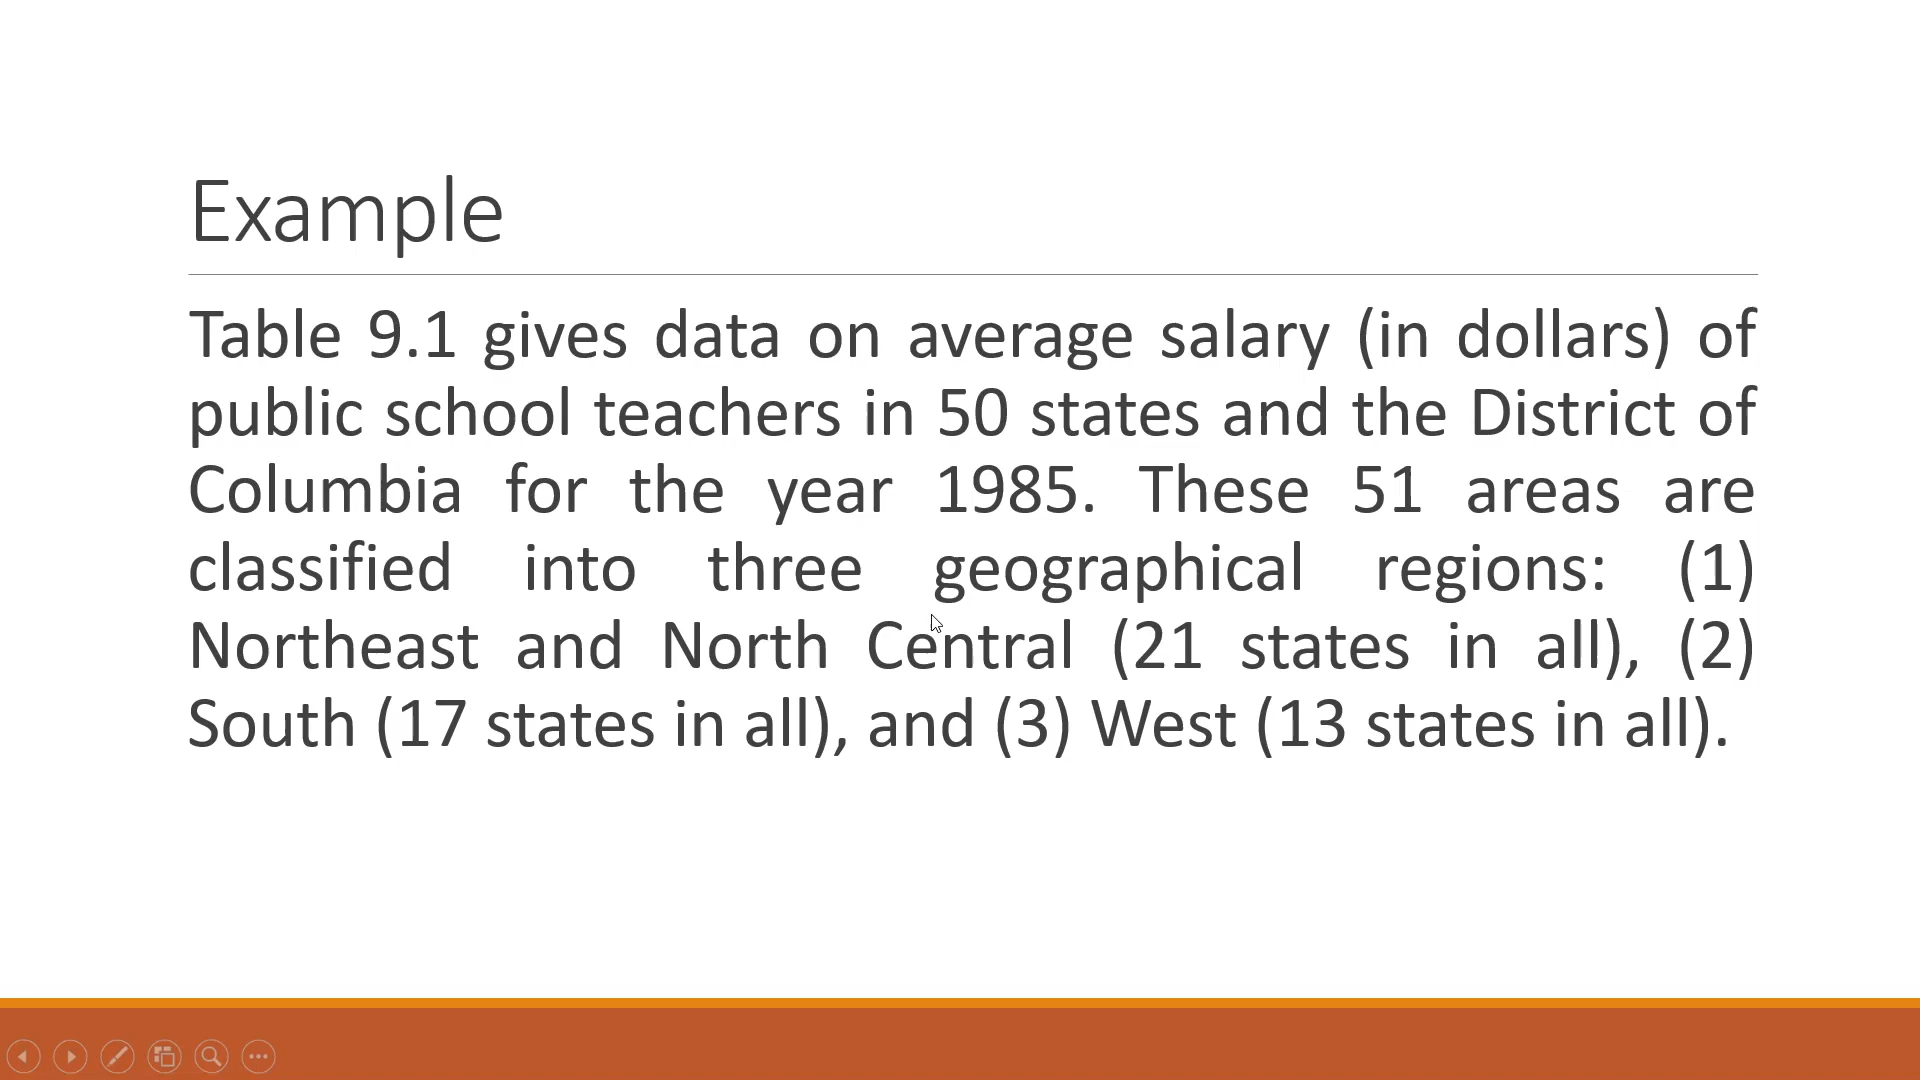 Example
Table 9.1 gives data on average salary (in dollars) of
public school teachers in 50 states and the District of
Columbia for the year 1985. These 51 areas are
classified into three geographical regions: (1)
Northeast and North Central (21 states in all), (2)
South (17 states in all), and (3) West (13 states in all).